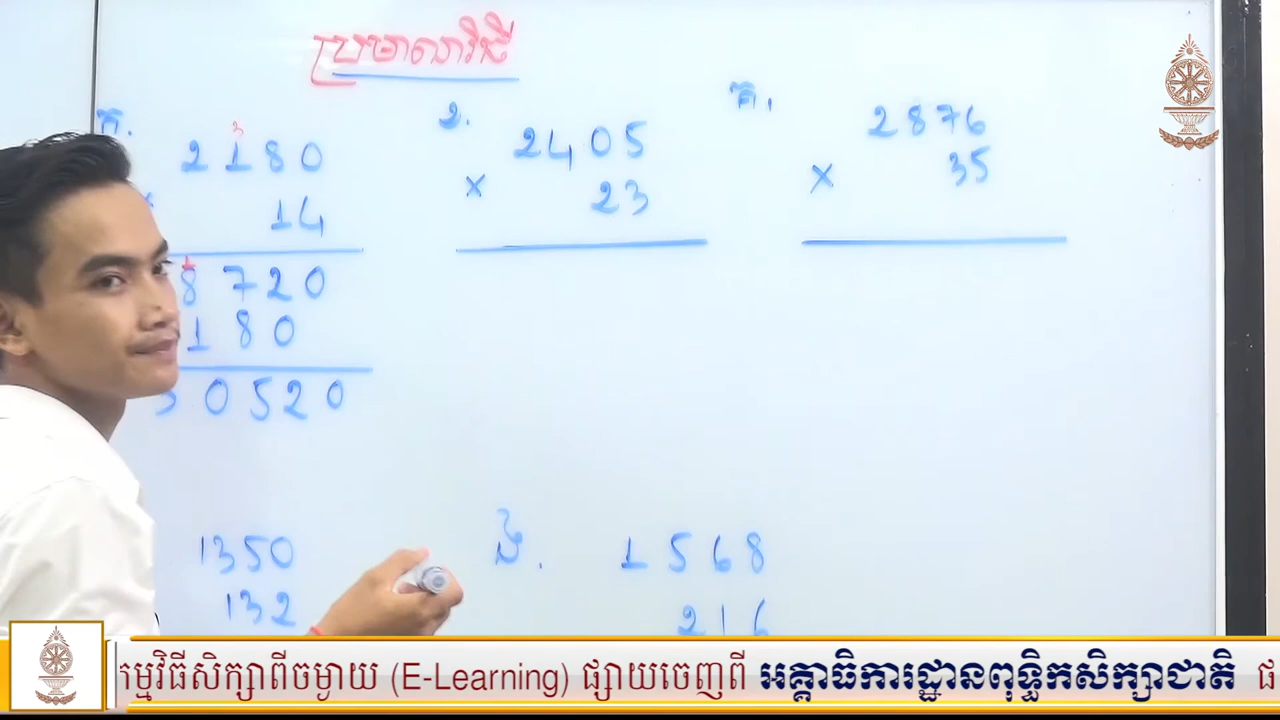 ប្រមាណវិធី
ក.
2180
14
8720
180
0520
2.
2405
× 23
គ.
2876
× 35
1350
132
ង.
1568
216
កម្មវិធីសិក្សាពីចម្ងាយ (E-Learning) ផ្សាយចេញពី អគ្គាធិការដ្ឋានពុទ្ធិកសិក្សាជាតិ ផ